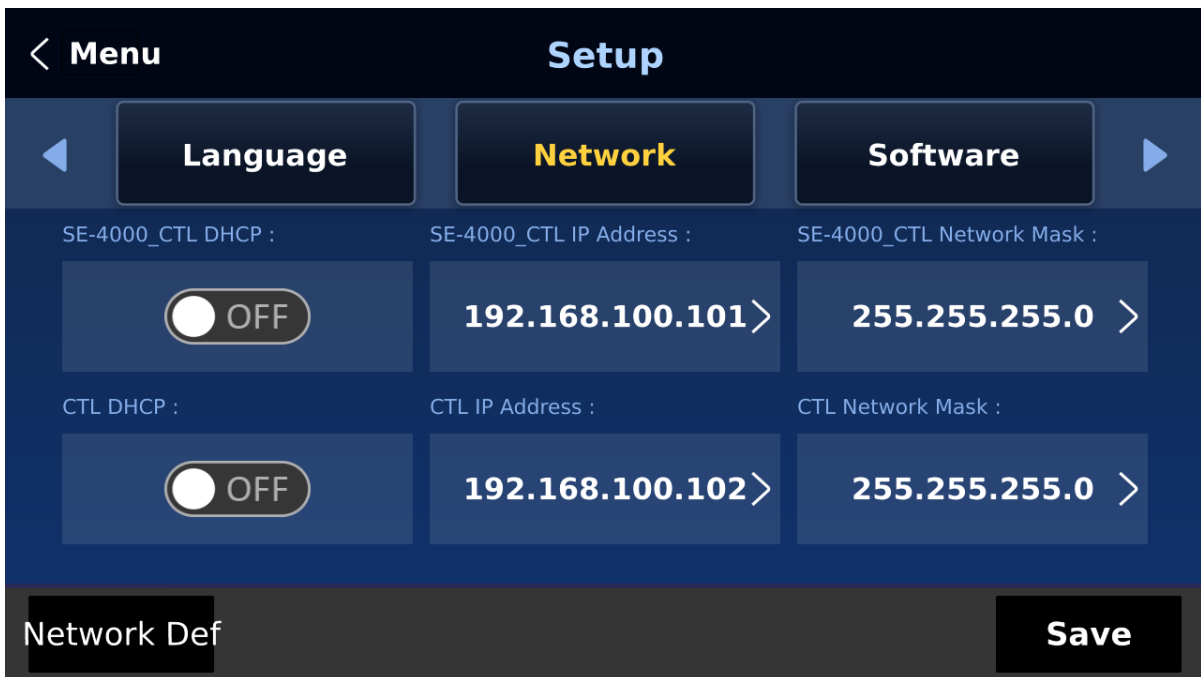 Menu
Setup
Language
Network
Software
SE-4000_CTL DHCP :
SE-4000_CTL IP Address :
SE-4000_CTL Network Mask :
OFF
192.168.100.101
255.255.255.0
CTL DHCP :
CTL IP Address :
CTL Network Mask :
OFF
192.168.100.102
255.255.255.0
Network Def
Save